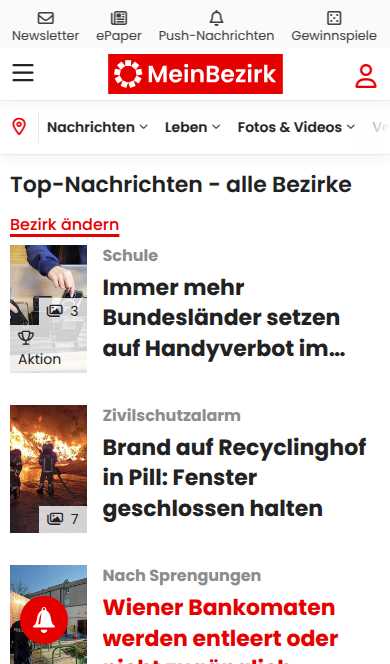 Newsletter ePaper Push-Nachrichten Gewinnspiele
MeinBezirk
Nachrichten Leben Fotos & Videos
Top-Nachrichten - alle Bezirke
Bezirk ändern
Schule
Immer mehr
Bundesländer setzen
auf Handyverbot im...
3
Aktion
Zivilschutzalarm
Brand auf Recyclinghof
in Pill: Fenster
geschlossen halten
7
Nach Sprengungen
Wiener Bankomaten
werden entleert oder